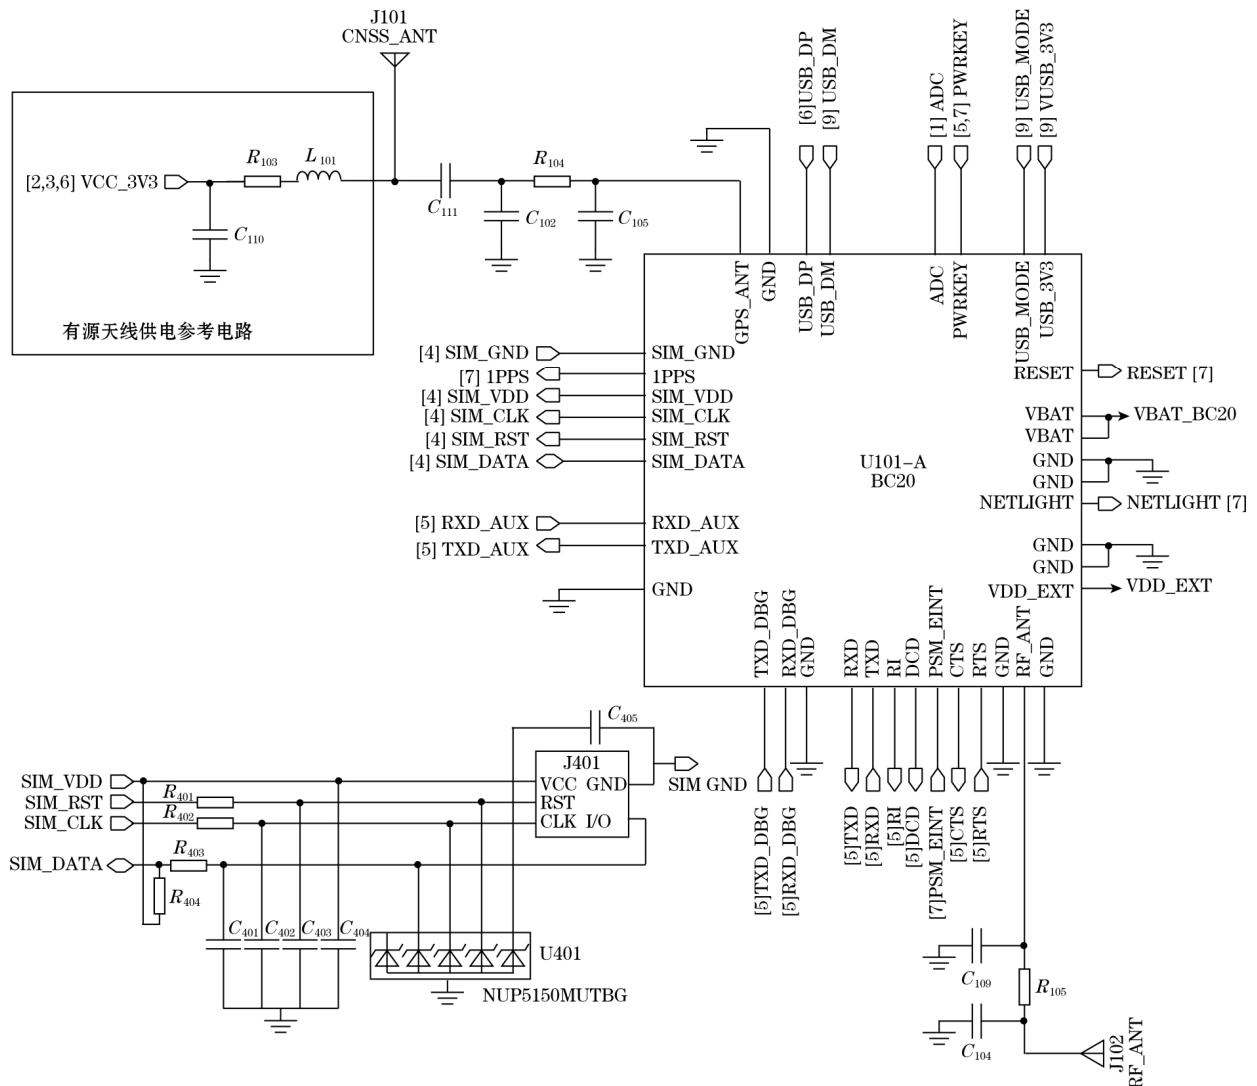 J101
CNSS_ANT
[6]USB_DP
[9] USB_DM
[1] ADC
[5,7] PWRKEY
[9] USB_MODE
[9] VUSB_3V3
[2,3,6] VCC_3V3
R103
L101
C110
有源天线供电参考电路
C111
R104
C102
C105
GPS_ANT
GND
USB_DP
USB_DM
ADC
PWRKEY
USB_MODE
USB_3V3
[4] SIM_GND
[7] 1PPS
[4] SIM_VDD
[4] SIM_CLK
[4] SIM_RST
[4] SIM_DATA
[5] RXD_AUX
[5] TXD_AUX
SIM_GND
1PPS
SIM_VDD
SIM_CLK
SIM_RST
SIM_DATA
RXD_AUX
TXD_AUX
GND
U101-A
BC20
RESET
VBAT
VBAT
GND
GND
NETLIGHT
GND
GND
VDD_EXT
RESET [7]
VBAT_BC20
NETLIGHT [7]
VDD_EXT
TXD_DBG
RXD_DBG
GND
RXD
TXD
RI
DCD
PSM_EINT
CTS
RTS
GND
RF_ANT
GND
[5]TXD_DBG
[5]RXD_DBG
[5]TXD
[5]RXD
[5]RI
[5]DCD
[7]PSM_EINT
[5]CTS
[5]RTS
C405
J401
VCC GND
RST
CLK I/O
SIM GND
SIM_VDD
SIM_RST
SIM_CLK
SIM_DATA
R401
R402
R403
R404
C401
C402
C403
C404
U401
NUP5150MUTBG
C109
R105
C104
J102
RF_ANT